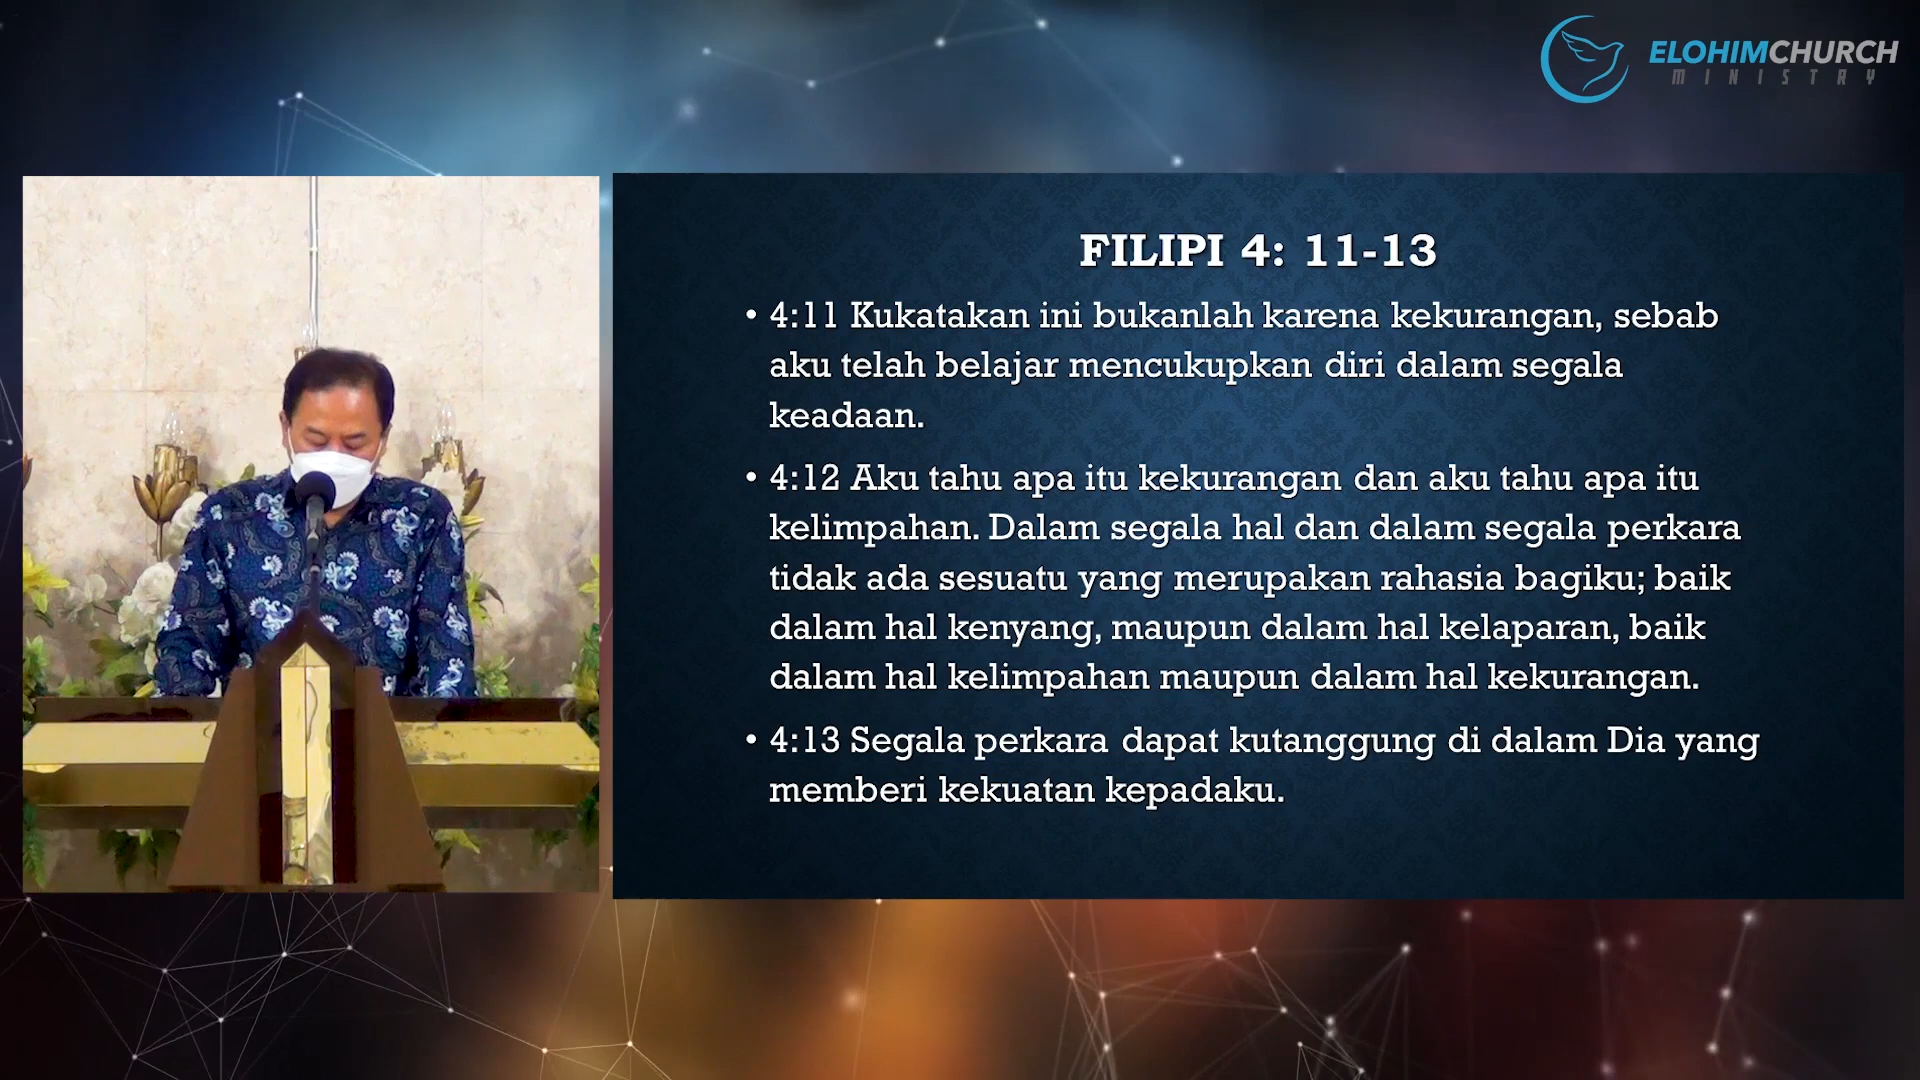 ELOHIMCHURCH
MINISTRY
FILIPI 4: 11-13
• 4:11 Kukatakan ini bukanlah karena kekurangan, sebab
aku telah belajar mencukupkan diri dalam segala
keadaan.
• 4:12 Aku tahu apa itu kekurangan dan aku tahu apa itu
kelimpahan. Dalam segala hal dan dalam segala perkara
tidak ada sesuatu yang merupakan rahasia bagiku; baik
dalam hal kenyang, maupun dalam hal kelaparan, baik
dalam hal kelimpahan maupun dalam hal kekurangan.
• 4:13 Segala perkara dapat kutanggung di dalam Dia yang
memberi kekuatan kepadaku.